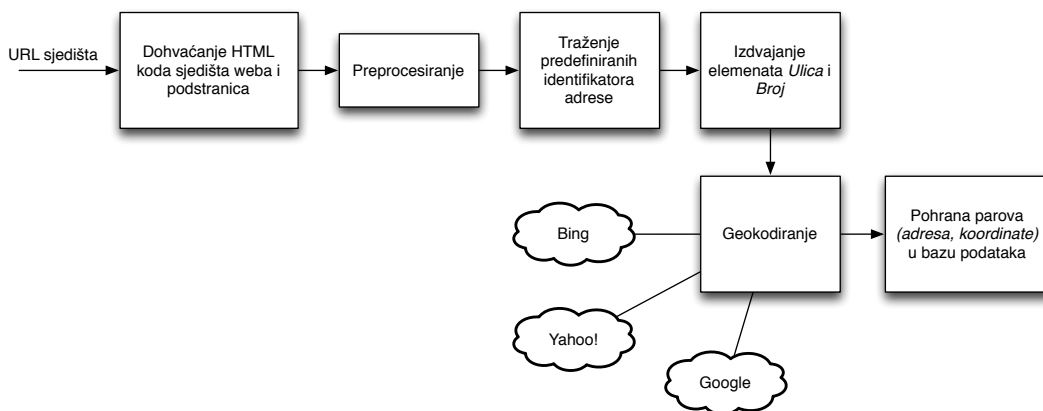 URL sjedišta
Dohvaćanje HTML
koda sjedišta weba i
podstranica
Preprocesiranje
Traženje
predefiniranih
identifikatora
adrese
Izdvajanje
elemenata Ulica i
Broj
Geokodiranje
Pohrana parova
(adresa, koordinate)
u bazu podataka
Bing
Yahoo!
Google